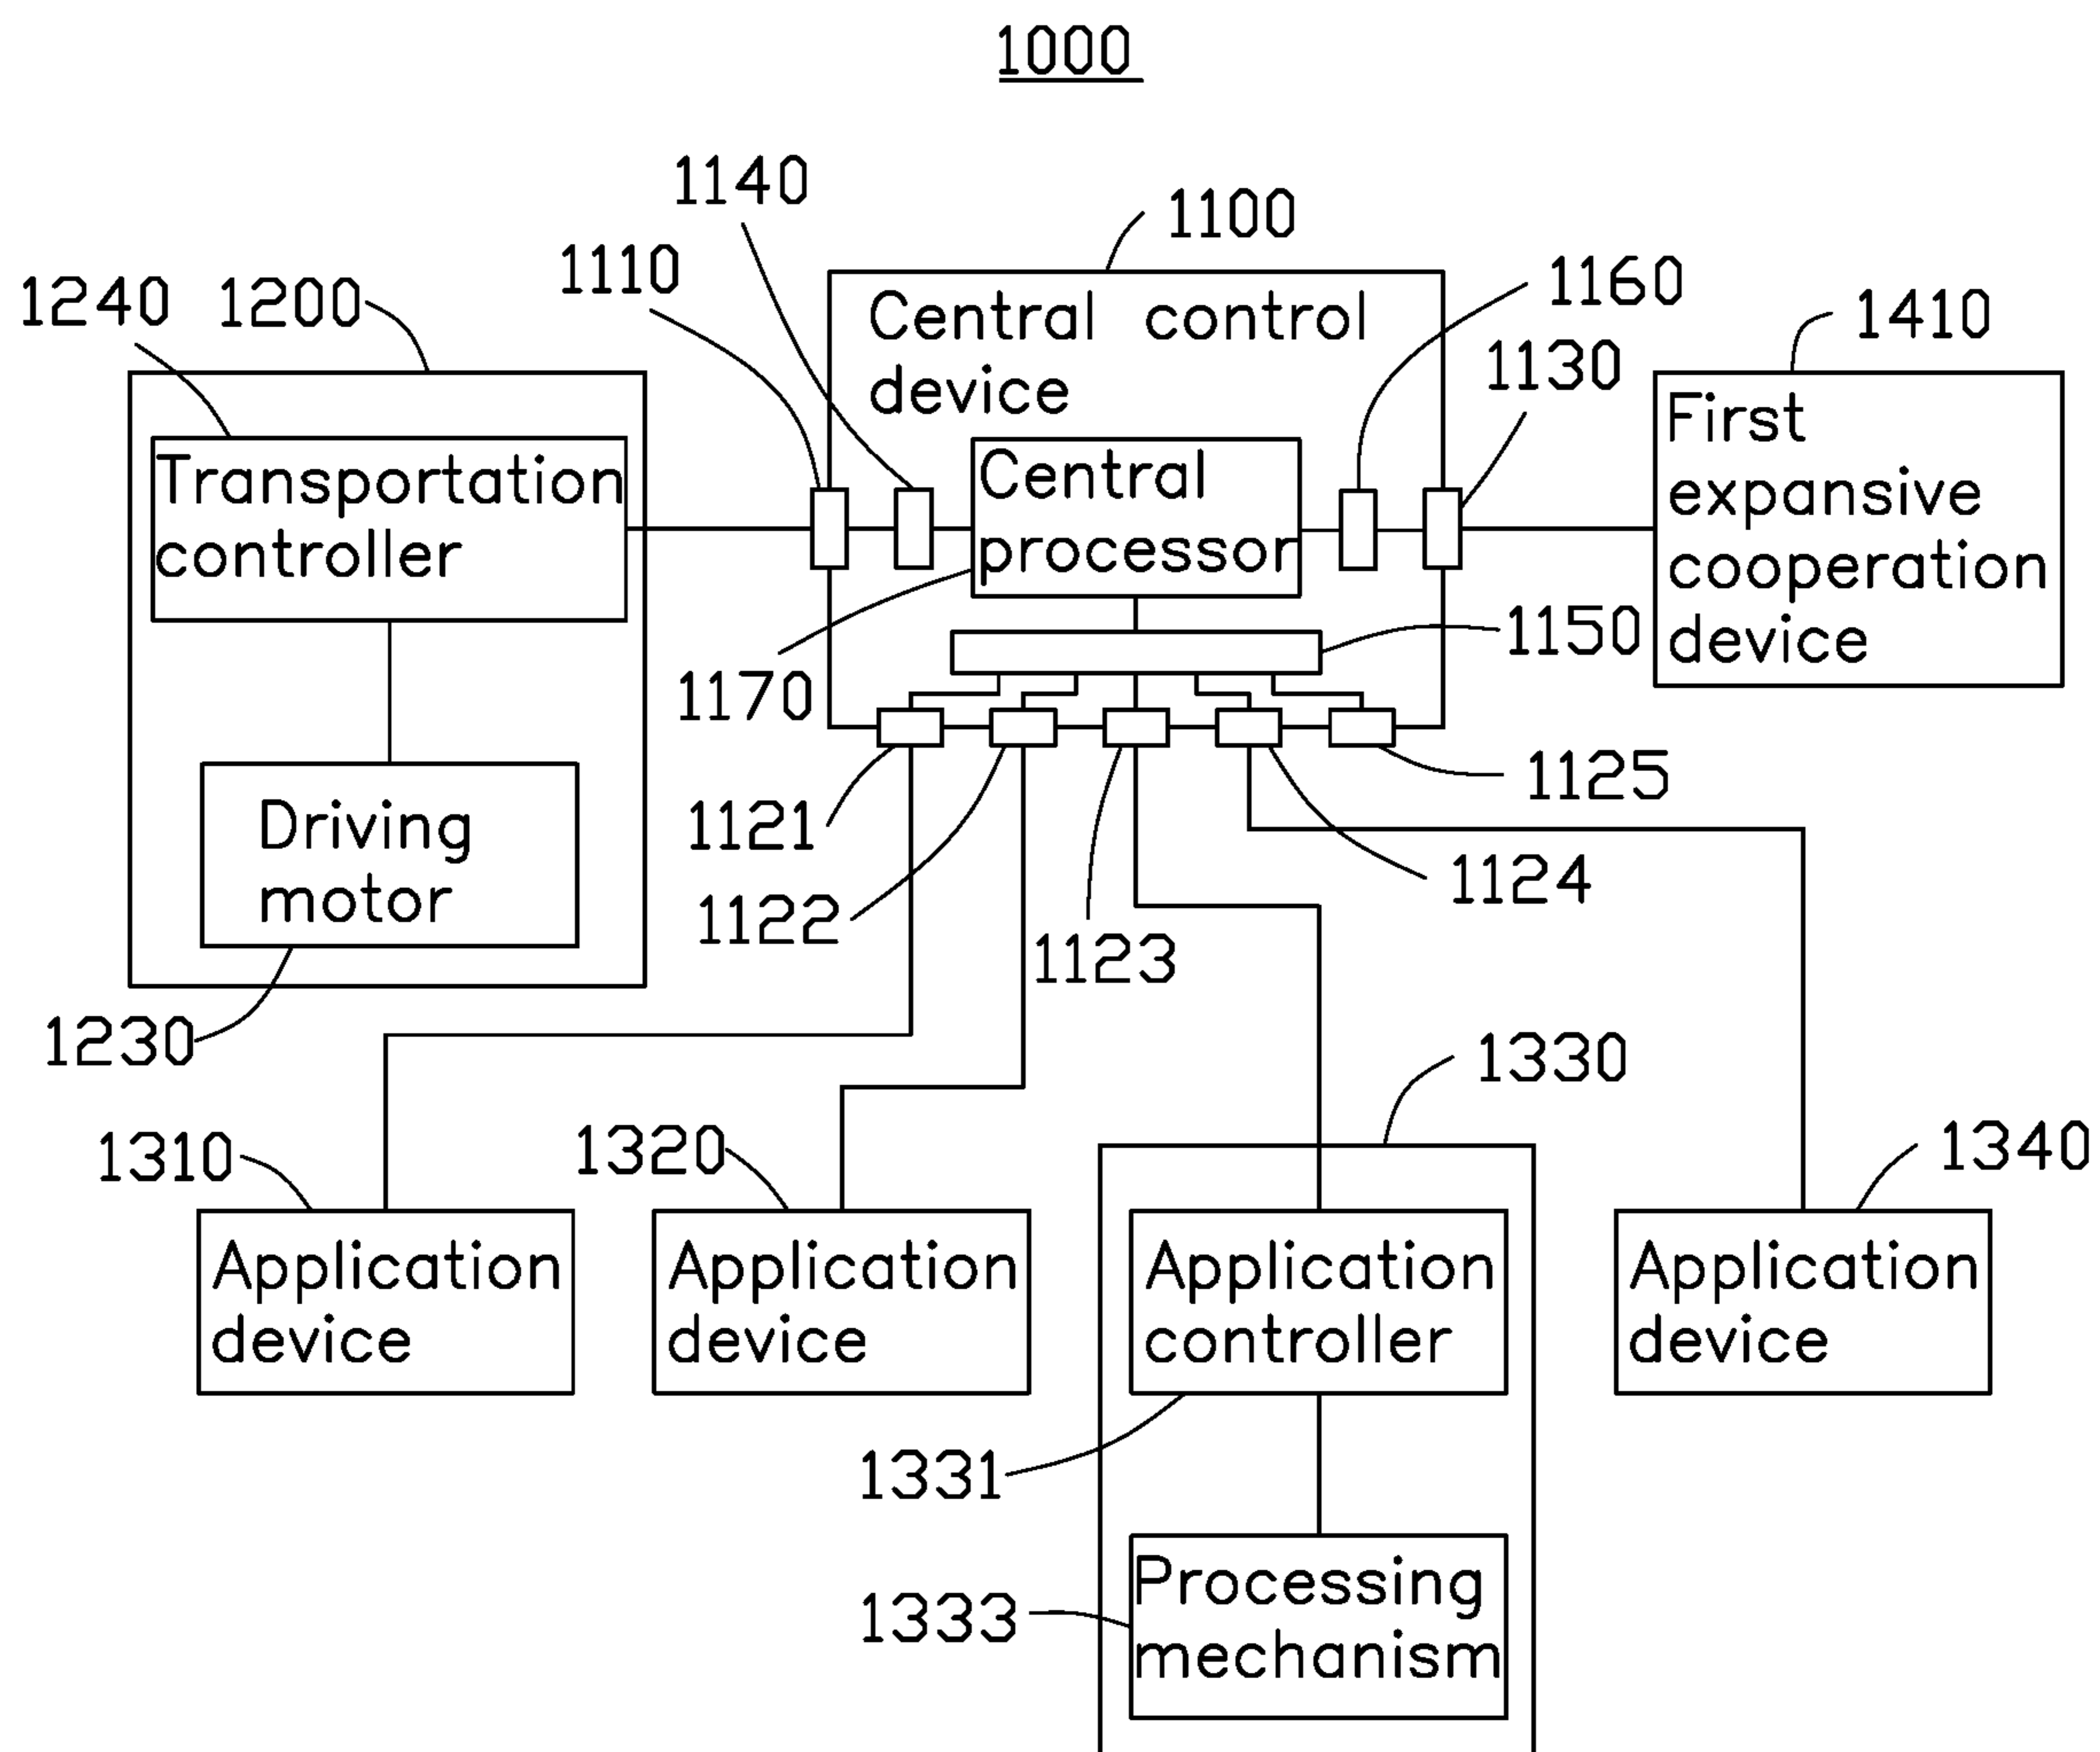 1000
1140
1100
1110
1160
1240
1200
1410
1130
Central control
device
First
expansive
cooperation
device
Transportation
controller
Central
processor
1150
1170
1125
1121
Driving
motor
1124
1122
1123
1230
1330
1310
1320
1340
Application
device
Application
device
Application
controller
Application
device
1331
1333
Processing
mechanism